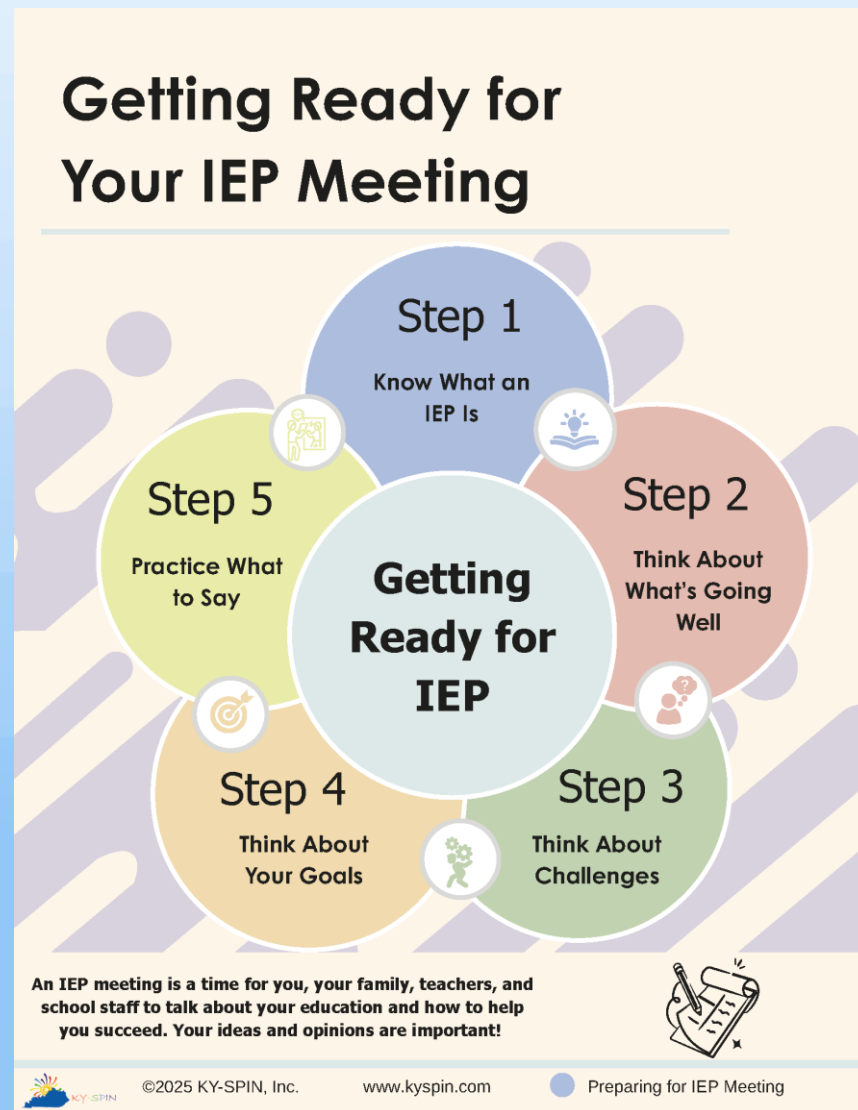 Getting Ready for
Your IEP Meeting
Step 1
Know What an
IEP Is
Step 2
Think About
What's Going
Well
Step 3
Think About
Challenges
Step 4
Think About
Your Goals
Step 5
Practice What
to Say
Getting
Ready for
IEP
?
An IEP meeting is a time for you, your family, teachers, and
school staff to talk about your education and how to help
you succeed. Your ideas and opinions are important!
KY-SPIN
©2025 KY-SPIN, Inc.
www.kyspin.com
Preparing for IEP Meeting